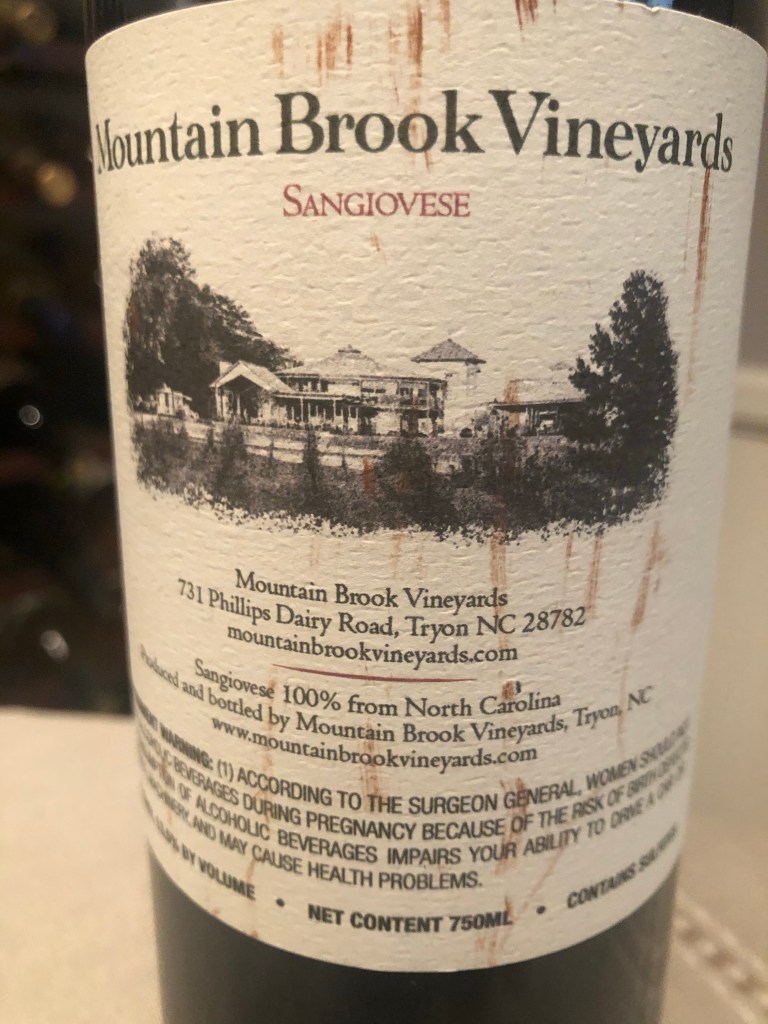 Mountain Brook Vineyards
SANGIOVESE
Mountain Brook Vineyards
731 Phillips Dairy Road, Tryon NC 28782
mountainbrookvineyards.com
Sangiovese 100% from North Carolina
Produced and bottled by Mountain Brook Vineyards, Tryon, NC
www.mountainbrookvineyards.com
WARNING: (1) ACCORDING TO THE SURGEON GENERAL, WOMEN SHOULD
BEVERAGES DURING PREGNANCY BECAUSE OF THE RISK OF BIRTH DEFECTS
OF ALCOHOLIC BEVERAGES IMPAIRS YOUR ABILITY TO DRIVE A CAR
MACHINERY, AND MAY CAUSE HEALTH PROBLEMS.
BY VOLUME • NET CONTENT 750ML • CONTAINS